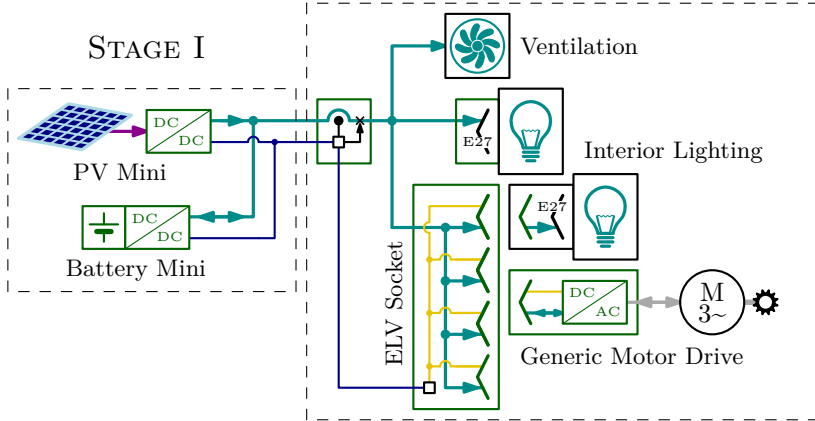 STAGE I
Ventilation
DC
DC
PV Mini
E27
Interior Lighting
E27
DC
DC
Battery Mini
ELV Socket
DC
AC
M
3~
Generic Motor Drive